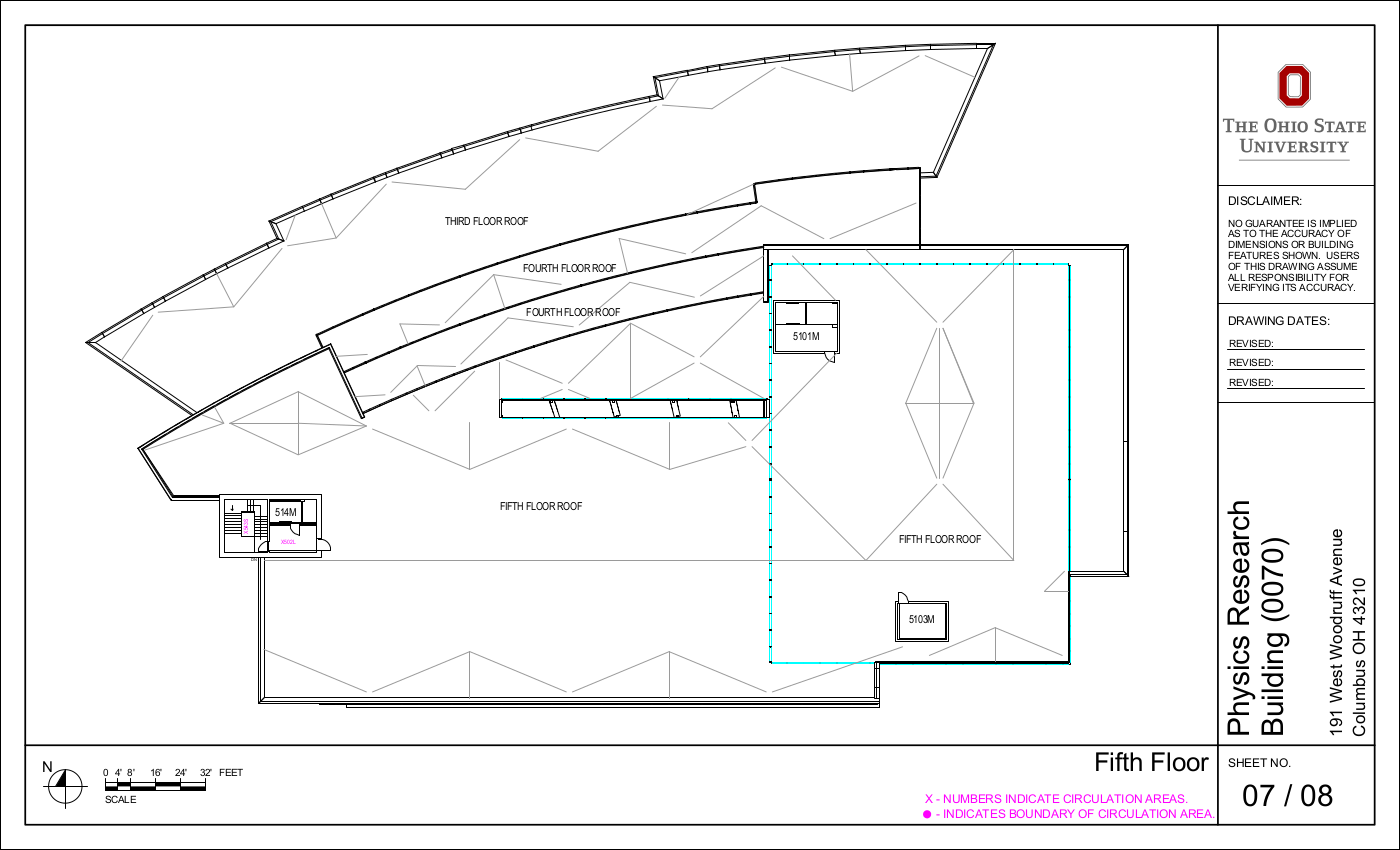 THIRD FLOOR ROOF
FOURTH FLOOR ROOF
FOURTH FLOOR ROOF
5101M
FIFTH FLOOR ROOF
514M
X502L
FIFTH FLOOR ROOF
5103M
THE OHIO STATE
UNIVERSITY
DISCLAIMER:
NO GUARANTEE IS IMPLIED
AS TO THE ACCURACY OF
DIMENSIONS OR BUILDING
FEATURES SHOWN. USERS
OF THIS DRAWING ASSUME
ALL RESPONSIBILITY FOR
VERIFYING ITS ACCURACY.
DRAWING DATES:
REVISED:
REVISED:
REVISED:
Physics Research
Building (0070)
191 West Woodruff Avenue
Columbus OH 43210
N
0 4' 8' 16' 24' 32' FEET
SCALE
Fifth Floor
X - NUMBERS INDICATE CIRCULATION AREAS.
● - INDICATES BOUNDARY OF CIRCULATION AREA.
SHEET NO.
07 / 08